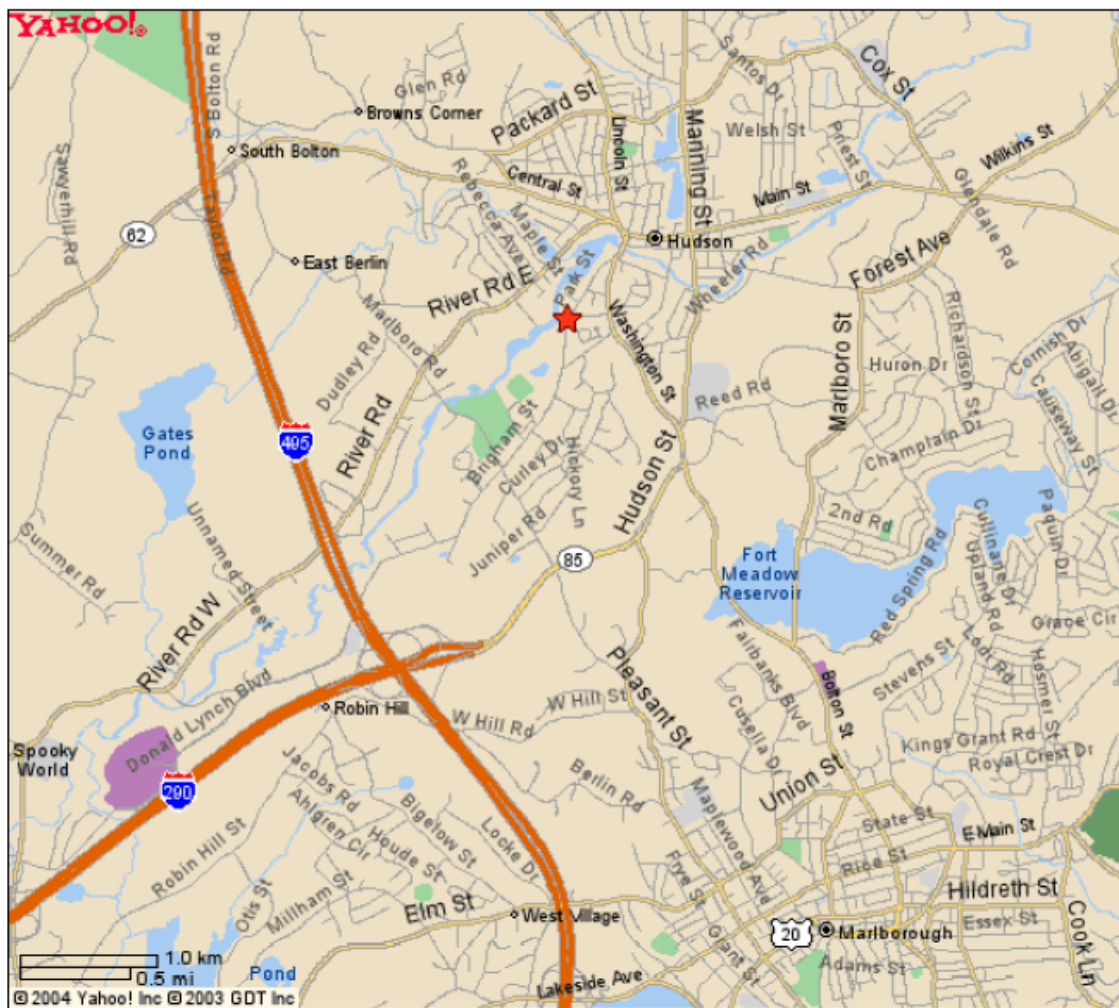 YAHOO!®
S Bolton Rd
Glen Rd
Browns Corner
Packard St
Lincoln St
Manning St
Santos Dr
Cox St
Welsh St
Priest St
Wilkins St
South Bolton
Sawyerhill Rd
Central St
Rebecca Ave
Maple St
Main St
Glendale Rd
62
Taylor Rd
Hudson
East Berlin
River Rd E
Park St
Wheeler Rd
Forest Ave
Marlboro Rd
Washington St
Marlboro St
Richardson St
Cornish Dr
Abigail Dr
Dudley Rd
Huron Dr
Causeway St
Reed Rd
Gates
Pond
495
River Rd
Brigham St
Curley Dr
Hickory Ln
Hudson St
Champlain Dr
Unnamed Street
2nd Rd
Cullinane Dr
Paquin Dr
Summer Rd
Juniper Rd
85
Fort
Meadow
Reservoir
Red Spring Rd
Upland Rd
Grace Cir
River Rd W
Lodi Rd
Hosmer St
Donald Lynch Blvd
Robin Hill
W Hill Rd
W Hill St
Pleasant St
Fairbanks Blvd
Cusella Dr
Bolton St
Stevens St
Spooky
World
290
Kings Grant Rd
Royal Crest Dr
Jacobs Rd
Ahlgren Cir
Bigelow St
Houde St
Locke Dr
Berlin Rd
Union St
Maplewood Ave
State St
E Main St
Robin Hill St
Otis St
Millham St
Elm St
West Village
Frye St
Rice St
Hildreth St
Essex St
Cook Ln
20
Marlborough
Giant St
Adams St
Lakeside Ave
Pond
1.0 km
0.5 mi
© 2004 Yahoo! Inc © 2003 GDT Inc